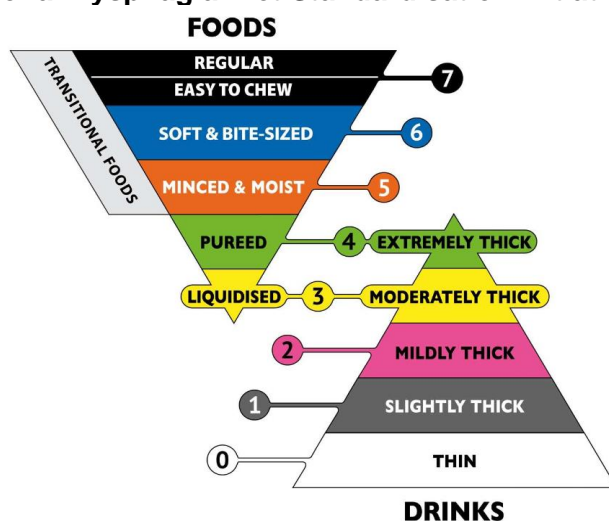 FOODS
REGULAR
7
EASY TO CHEW
TRANSITIONAL FOODS
SOFT & BITE-SIZED
6
MINCED & MOIST
5
PUREED
4
EXTREMELY THICK
LIQUIDISED
3
MODERATELY THICK
2
MILDLY THICK
1
SLIGHTLY THICK
0
THIN
DRINKS